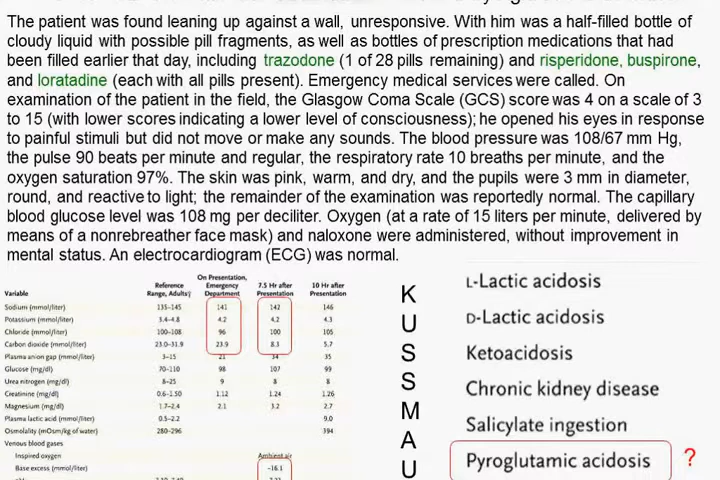 The patient was found leaning up against a wall, unresponsive. With him was a half-filled bottle of
cloudy liquid with possible pill fragments, as well as bottles of prescription medications that had
been filled earlier that day, including trazodone (1 of 28 pills remaining) and risperidone, buspirone,
and loratadine (each with all pills present). Emergency medical services were called. On
examination of the patient in the field, the Glasgow Coma Scale (GCS) score was 4 on a scale of 3
to 15 (with lower scores indicating a lower level of consciousness); he opened his eyes in response
to painful stimuli but did not move or make any sounds. The blood pressure was 108/67 mm Hg,
the pulse 90 beats per minute and regular, the respiratory rate 10 breaths per minute, and the
oxygen saturation 97%. The skin was pink, warm, and dry, and the pupils were 3 mm in diameter,
round, and reactive to light; the remainder of the examination was reportedly normal. The capillary
blood glucose level was 108 mg per deciliter. Oxygen (at a rate of 15 liters per minute, delivered by
means of a nonrebreather face mask) and naloxone were administered, without improvement in
mental status. An electrocardiogram (ECG) was normal.
Variable Reference Range, Adults† On Presentation, Emergency Department 7.5 Hr after Presentation 10 Hr after Presentation
Sodium (mmol/liter) 135–145 141 142 146
Potassium (mmol/liter) 3.4–4.8 4.2 4.2 4.3
Chloride (mmol/liter) 100–108 96 100 105
Carbon dioxide (mmol/liter) 23.0–31.9 23.9 8.3 5.7
Plasma anion gap (mmol/liter) 3–15 21 34 35
Glucose (mg/dl) 70–110 98 107 99
Urea nitrogen (mg/dl) 8–25 9 8 8
Creatinine (mg/dl) 0.6–1.50 1.12 1.24 1.26
Magnesium (mg/dl) 1.7–2.4 2.1 3.2 2.7
Plasma lactic acid (mmol/liter) 0.5–2.2 9.0
Osmolality (mOsm/kg of water) 280–296 394
Venous blood gases
Inspired oxygen Ambient air
Base excess (mmol/liter) –16.1
K
U
S
S
M
A
U
L-Lactic acidosis
D-Lactic acidosis
Ketoacidosis
Chronic kidney disease
Salicylate ingestion
Pyroglutamic acidosis ?